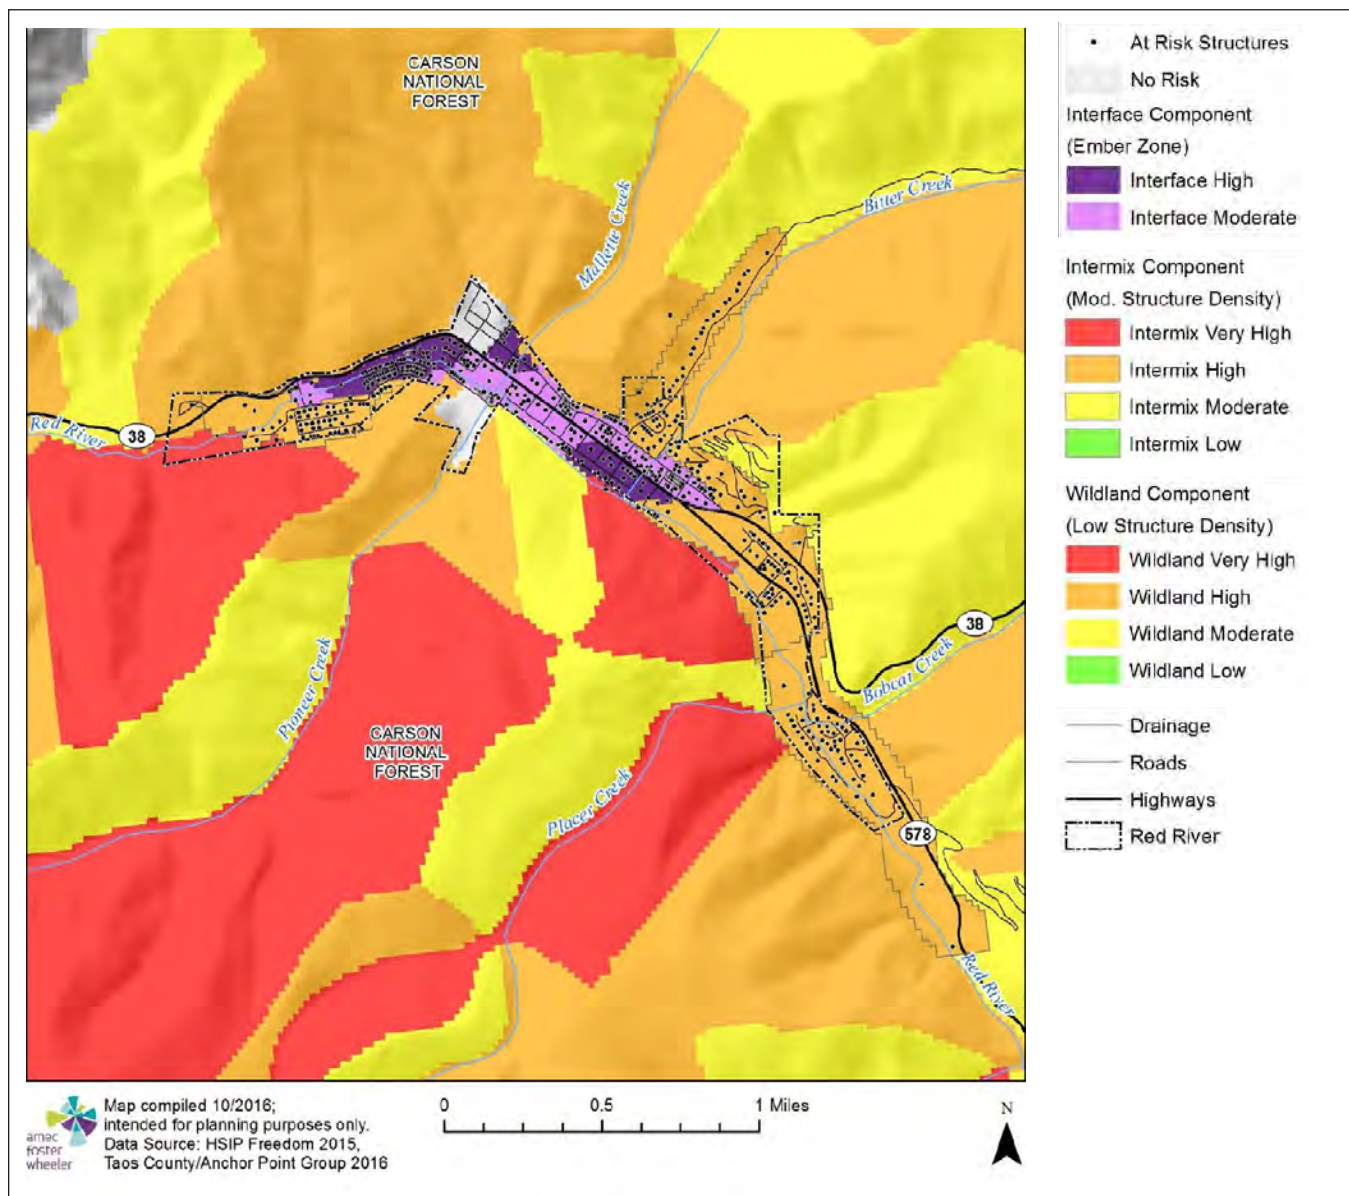 CARSON
NATIONAL
FOREST
Mallette Creek
Bitter Creek
Red River
38
38
Bobcat Creek
Pioneer Creek
CARSON
NATIONAL
FOREST
Placer Creek
578
Red River
At Risk Structures
No Risk
Interface Component
(Ember Zone)
Interface High
Interface Moderate
Intermix Component
(Mod. Structure Density)
Intermix Very High
Intermix High
Intermix Moderate
Intermix Low
Wildland Component
(Low Structure Density)
Wildland Very High
Wildland High
Wildland Moderate
Wildland Low
Drainage
Roads
Highways
Red River
amec
foster
wheeler
Map compiled 10/2016;
intended for planning purposes only.
Data Source: HSIP Freedom 2015,
Taos County/Anchor Point Group 2016
0 0.5 1 Miles
N